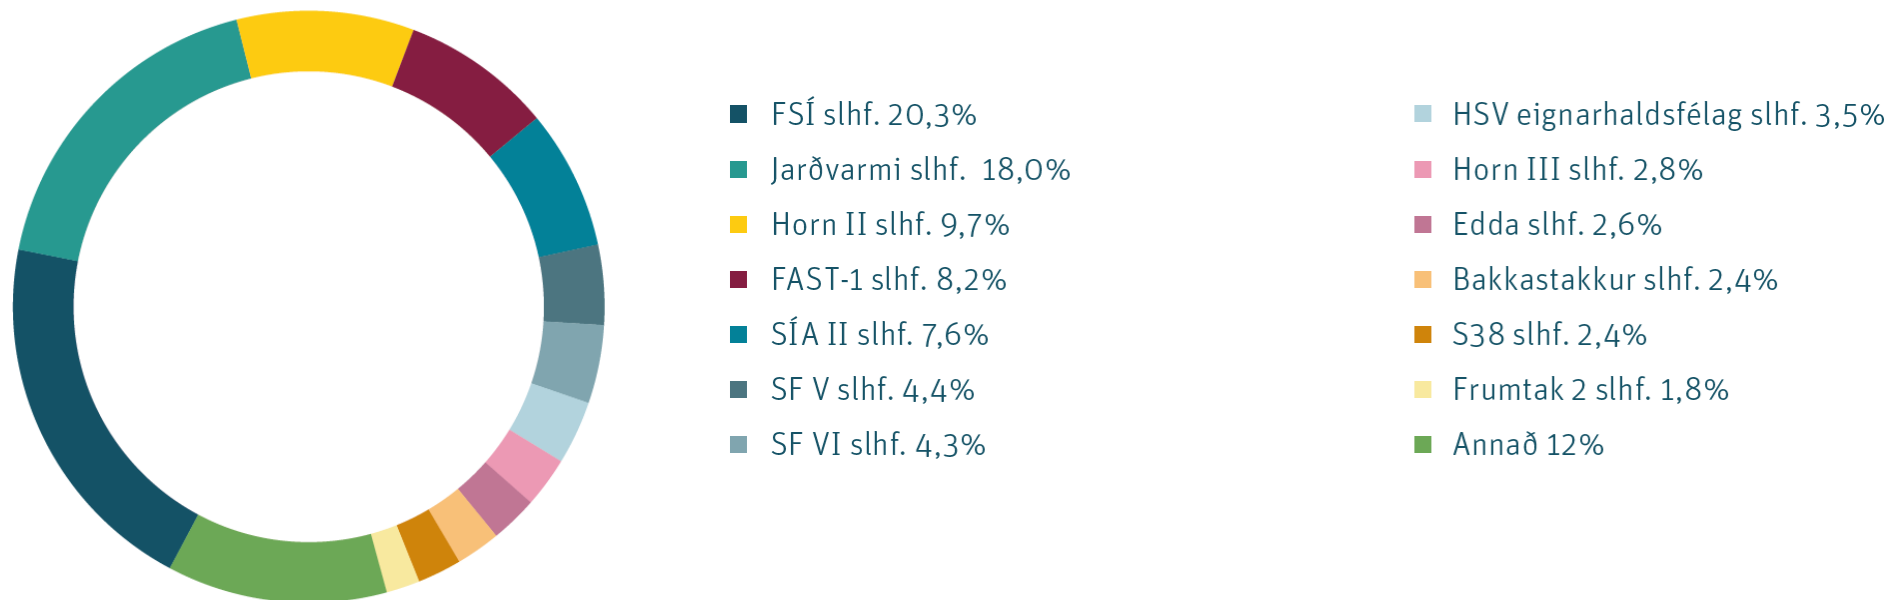 FSÍ slhf. 20,3%
Jarðvarmi slhf. 18,0%
Horn II slhf. 9,7%
FAST-1 slhf. 8,2%
SÍA II slhf. 7,6%
SF V slhf. 4,4%
SF VI slhf. 4,3%
HSV eignarhaldsfélag slhf. 3,5%
Horn III slhf. 2,8%
Edda slhf. 2,6%
Bakkastakkur slhf. 2,4%
S38 slhf. 2,4%
Frumtak 2 slhf. 1,8%
Annað 12%